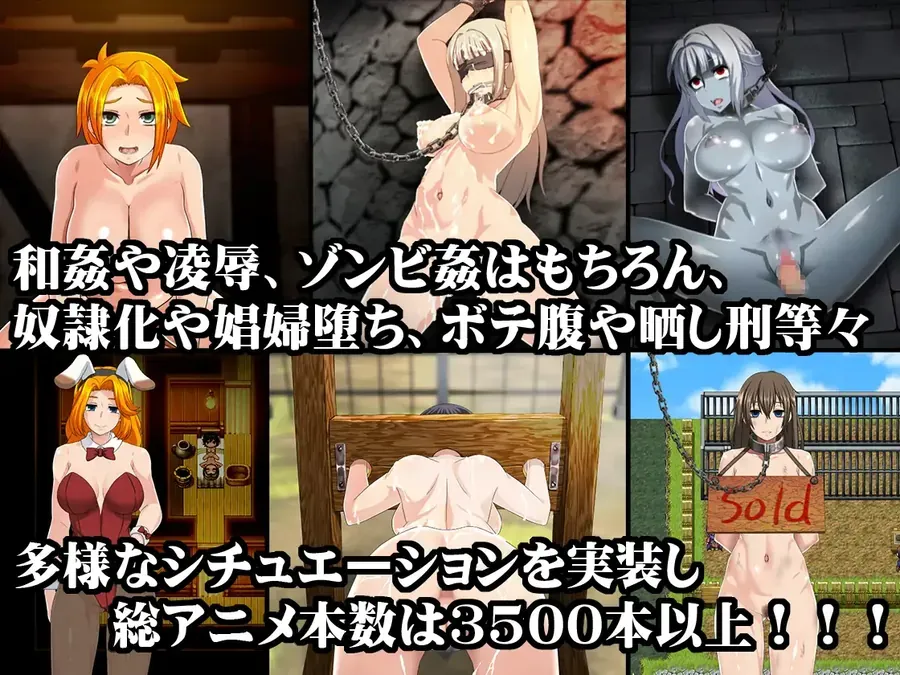 和姦や凌辱、ゾンビ姦はもちろん、
奴隷化や娼婦堕ち、ボテ腹や晒し刑等々
Sold
多様なシチュエーションを実装し
総アニメ本数は3500本以上！！！